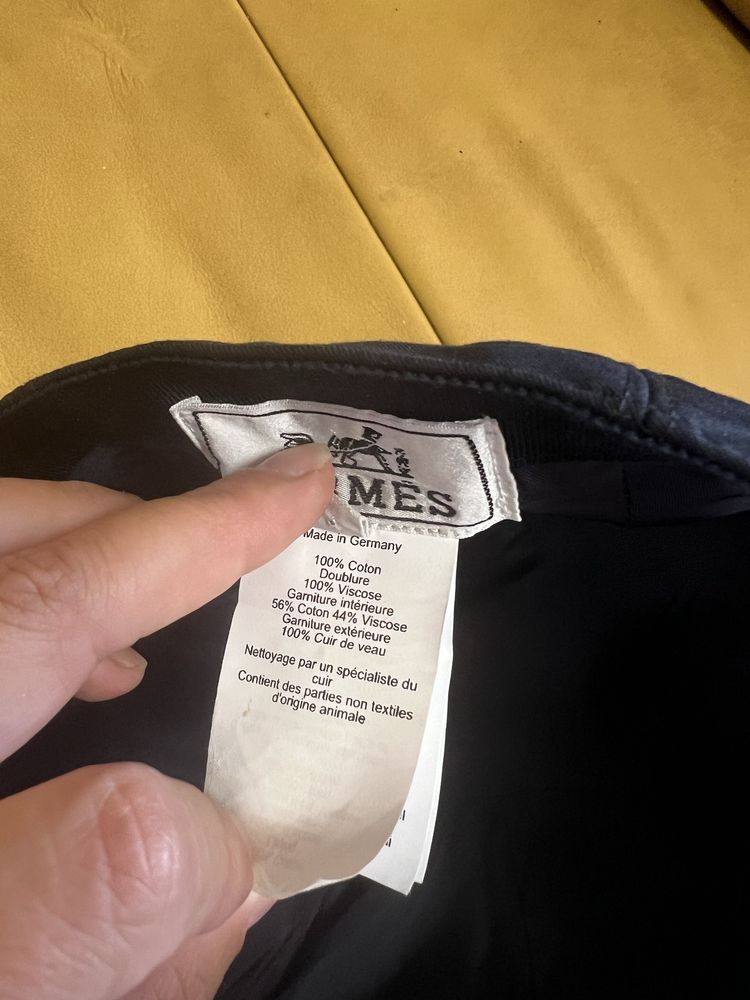 MES
Made in Germany
100% Coton
Doublure
100% Viscose
Garniture intérieure
56% Coton 44% Viscose
Garniture extérieure
100% Cuir de veau
Nettoyage par un spécialiste du
cuir
Contient des parties non textiles
d'origine animale